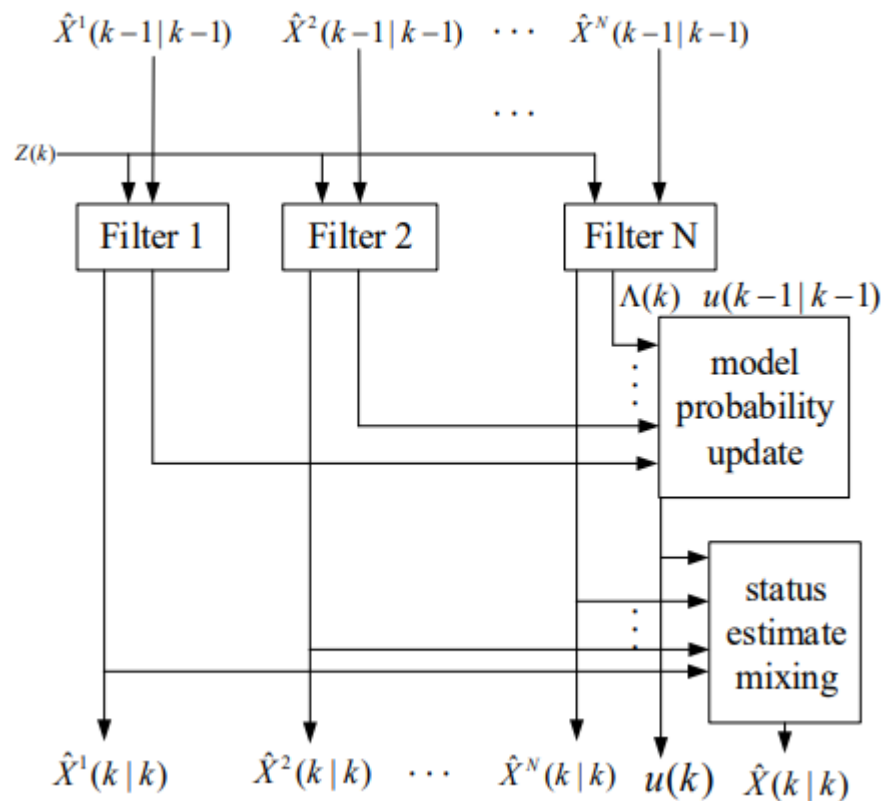 X̂¹(k−1|k−1) X̂²(k−1|k−1) ··· X̂ᴺ(k−1|k−1)
···
Z(k)
Filter 1 Filter 2 Filter N
Λ(k) u(k−1|k−1)
model
probability
update
status
estimate
mixing
X̂¹(k|k) X̂²(k|k) ··· X̂ᴺ(k|k) u(k) X̂(k|k)